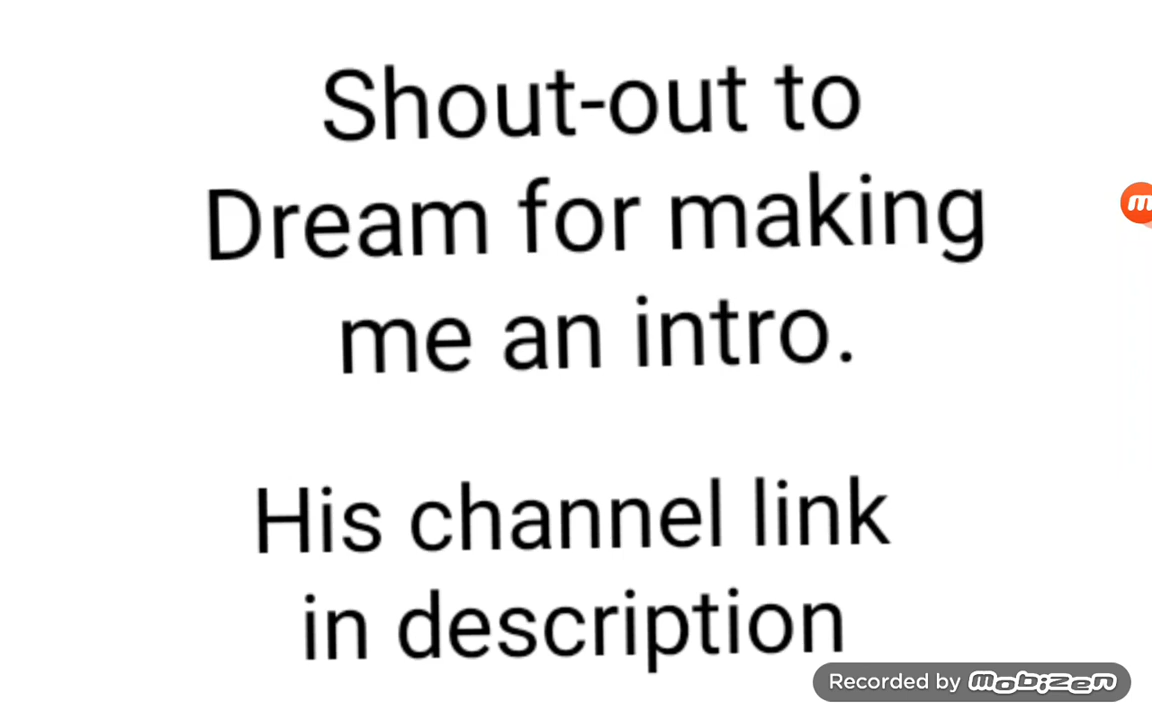 Shout-out to
Dream for making
me an intro.
His channel link
in description
m
Recorded by mobizen